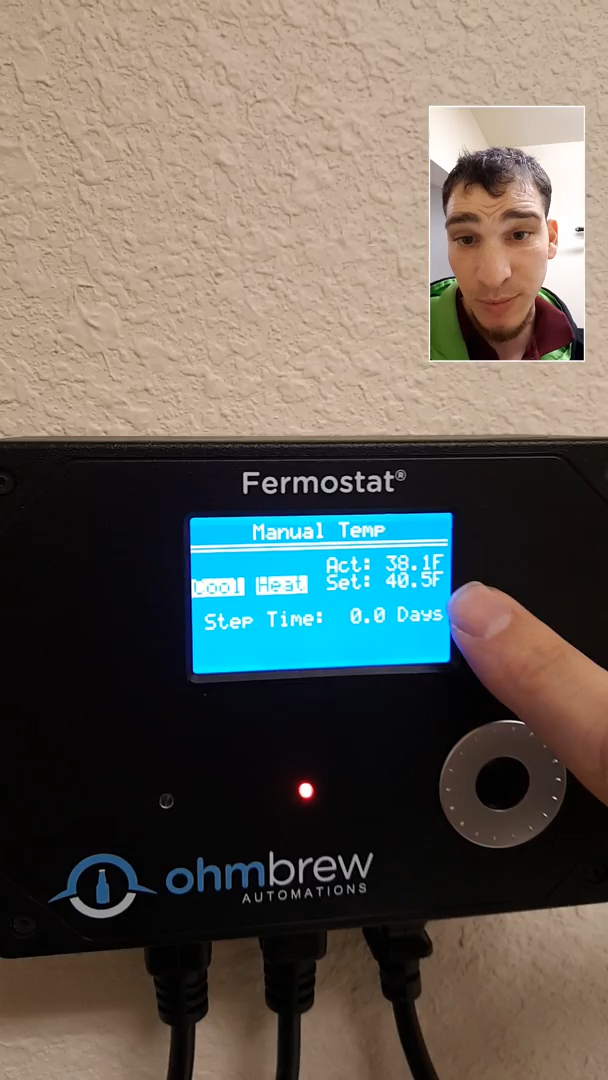 Fermostat®
Manual Temp
Act: 38.1F
Cool Heat Set: 40.5F
Step Time: 0.0 Days
ohmbrew
AUTOMATIONS